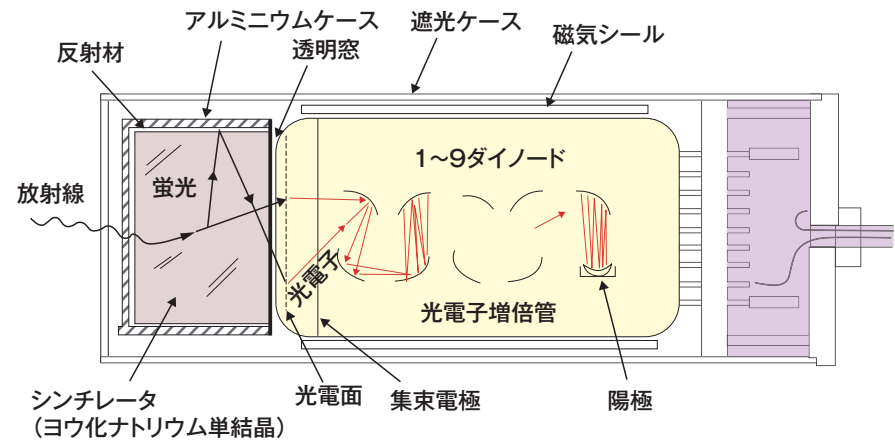 アルミニウムケース
遮光ケース
反射材
透明窓
磁気シール
1〜9ダイノード
蛍光
放射線
光電子
光電子増倍管
シンチレータ
（ヨウ化ナトリウム単結晶）
光電面
集束電極
陽極